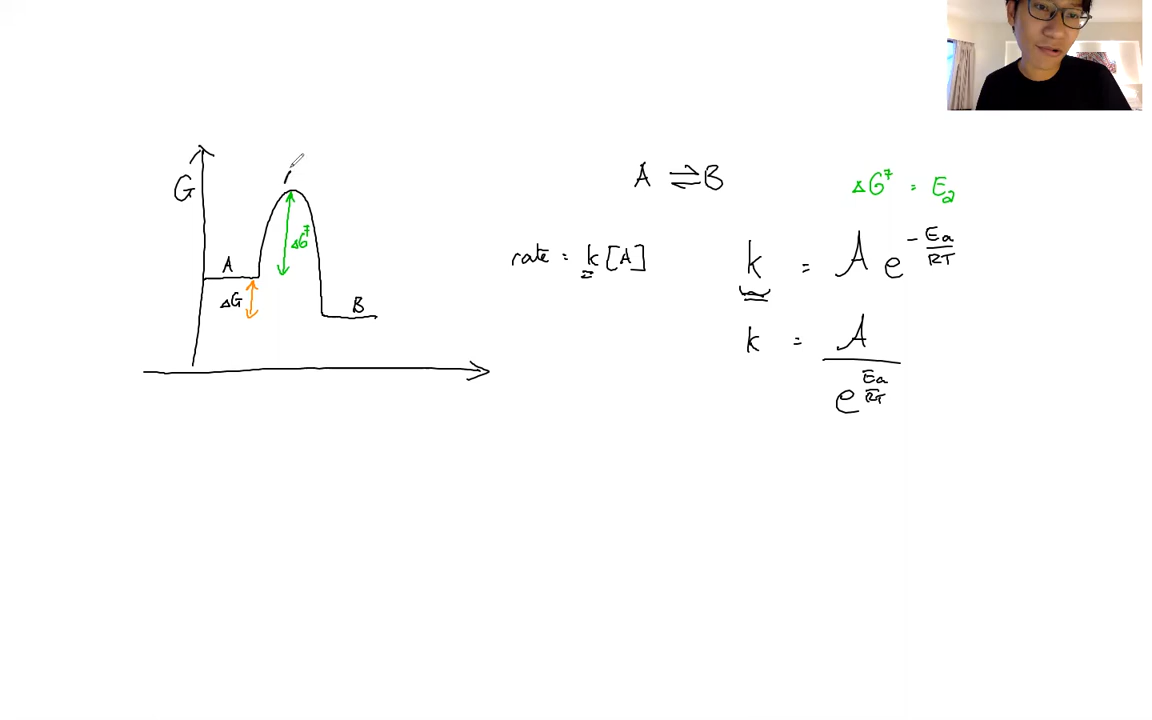 G
A
ΔG
ΔG‡
B
A ⇌ B
rate = k [A]
ΔG‡ = Ea
k = A e^(-Ea/RT)
k = A / e^(Ea/RT)